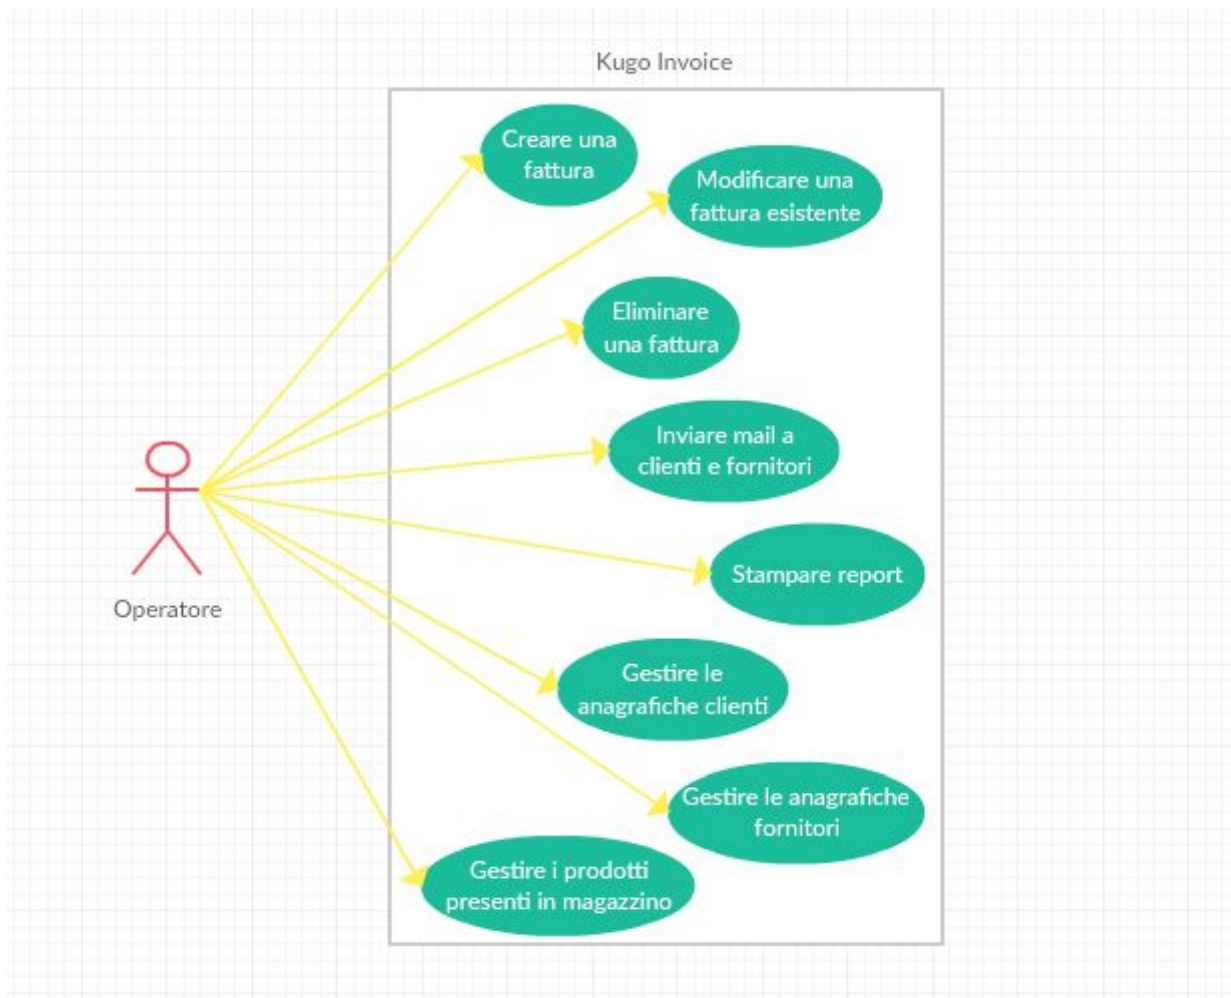 Kugo Invoice
Creare una
fattura
Modificare una
fattura esistente
Eliminare
una fattura
Inviare mail a
clienti e fornitori
Stampare report
Operatore
Gestire le
anagrafiche clienti
Gestire le anagrafiche
fornitori
Gestire i prodotti
presenti in magazzino